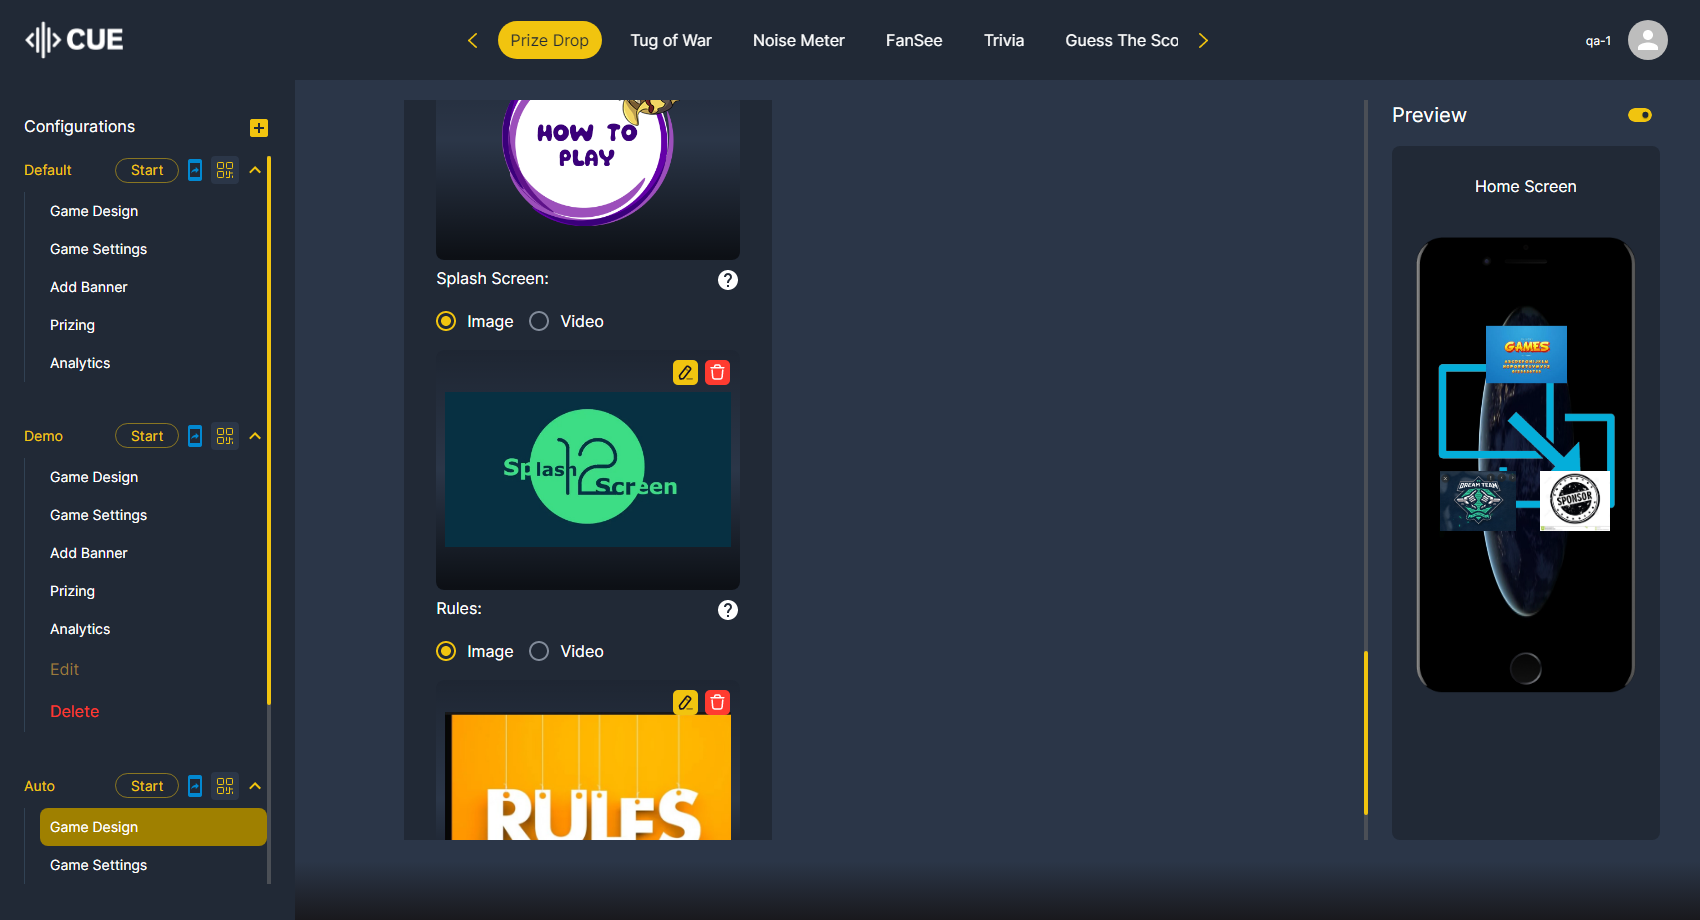 CUE
Prize Drop
Tug of War
Noise Meter
FanSee
Trivia
Guess The Sco
qa-1
Configurations
Default
Start
Game Design
Game Settings
Add Banner
Prizing
Analytics
Demo
Start
Game Design
Game Settings
Add Banner
Prizing
Analytics
Edit
Delete
Auto
Start
Game Design
Game Settings
HOW TO
PLAY
Splash Screen:
Image
Video
Splash 12
Screen
Rules:
Image
Video
RULES
Preview
Home Screen
GAMES
DREAM TEAM
SPONSOR